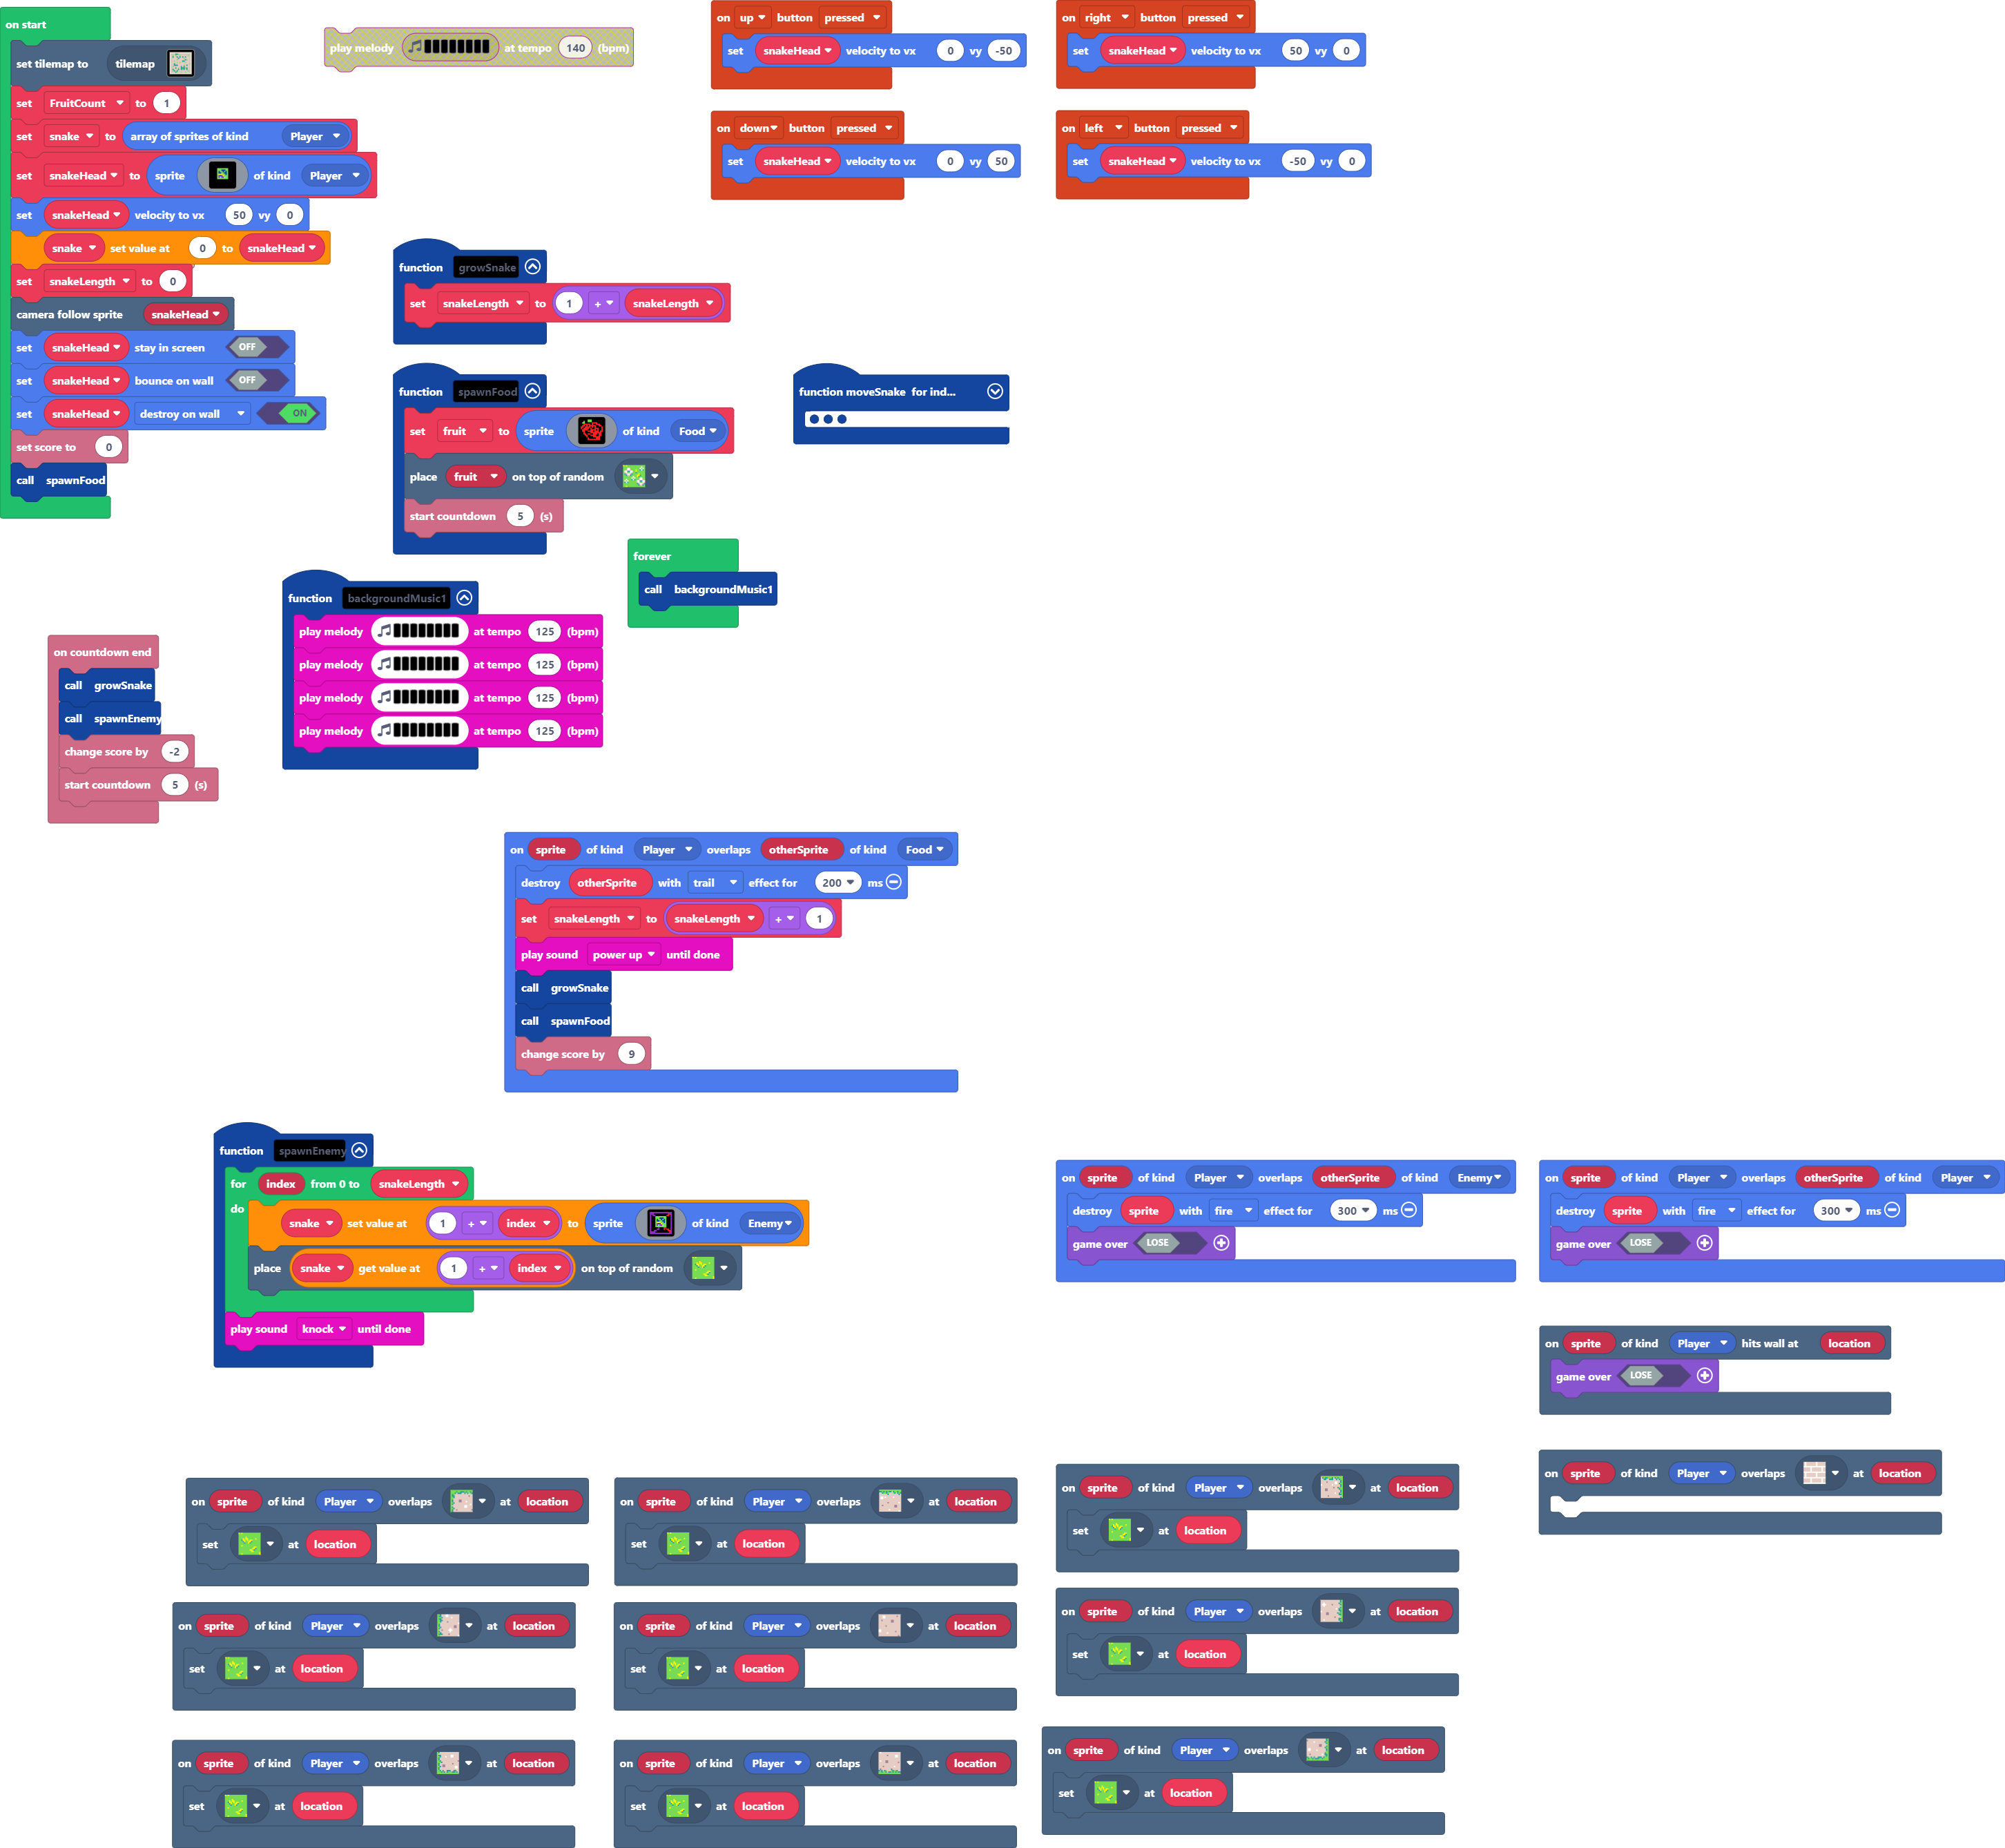 on start
set tilemap to tilemap
set FruitCount to 1
set snake to array of sprites of kind Player
set snakeHead to sprite of kind Player
set snakeHead velocity to vx 50 vy 0
snake set value at 0 to snakeHead
set snakeLength to 0
camera follow sprite snakeHead
set snakeHead stay in screen OFF
set snakeHead bounce on wall OFF
set snakeHead destroy on wall ON
set score to 0
call spawnFood
play melody at tempo 140 (bpm)
on up button pressed
set snakeHead velocity to vx 0 vy -50
on right button pressed
set snakeHead velocity to vx 50 vy 0
on down button pressed
set snakeHead velocity to vx 0 vy 50
on left button pressed
set snakeHead velocity to vx -50 vy 0
function growSnake
set snakeLength to 1 + snakeLength
function spawnFood
set fruit to sprite of kind Food
place fruit on top of random
start countdown 5 (s)
function moveSnake for ind...
forever
call backgroundMusic1
function backgroundMusic1
play melody at tempo 125 (bpm)
play melody at tempo 125 (bpm)
play melody at tempo 125 (bpm)
play melody at tempo 125 (bpm)
on countdown end
call growSnake
call spawnEnemy
change score by -2
start countdown 5 (s)
on sprite of kind Player overlaps otherSprite of kind Food
destroy otherSprite with trail effect for 200 ms
set snakeLength to snakeLength + 1
play sound power up until done
call growSnake
call spawnFood
change score by 9
function spawnEnemy
for index from 0 to snakeLength
do
snake set value at 1 + index to sprite of kind Enemy
place snake get value at 1 + index on top of random
play sound knock until done
on sprite of kind Player overlaps otherSprite of kind Enemy
destroy sprite with fire effect for 300 ms
game over LOSE
on sprite of kind Player overlaps otherSprite of kind Player
destroy sprite with fire effect for 300 ms
game over LOSE
on sprite of kind Player hits wall at location
game over LOSE
on sprite of kind Player overlaps at location
on sprite of kind Player overlaps at location
set at location
on sprite of kind Player overlaps at location
set at location
on sprite of kind Player overlaps at location
set at location
on sprite of kind Player overlaps at location
set at location
on sprite of kind Player overlaps at location
set at location
on sprite of kind Player overlaps at location
set at location
on sprite of kind Player overlaps at location
set at location
on sprite of kind Player overlaps at location
set at location
on sprite of kind Player overlaps at location
set at location